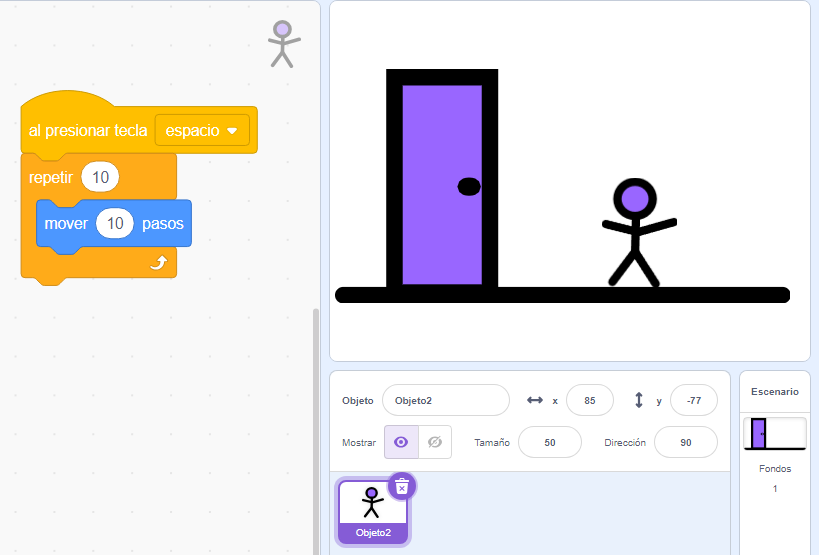 al presionar tecla espacio
repetir 10
mover 10 pasos
Objeto Objeto2 x 85 y -77
Mostrar Tamaño 50 Dirección 90
Objeto2
Escenario
Fondos
1